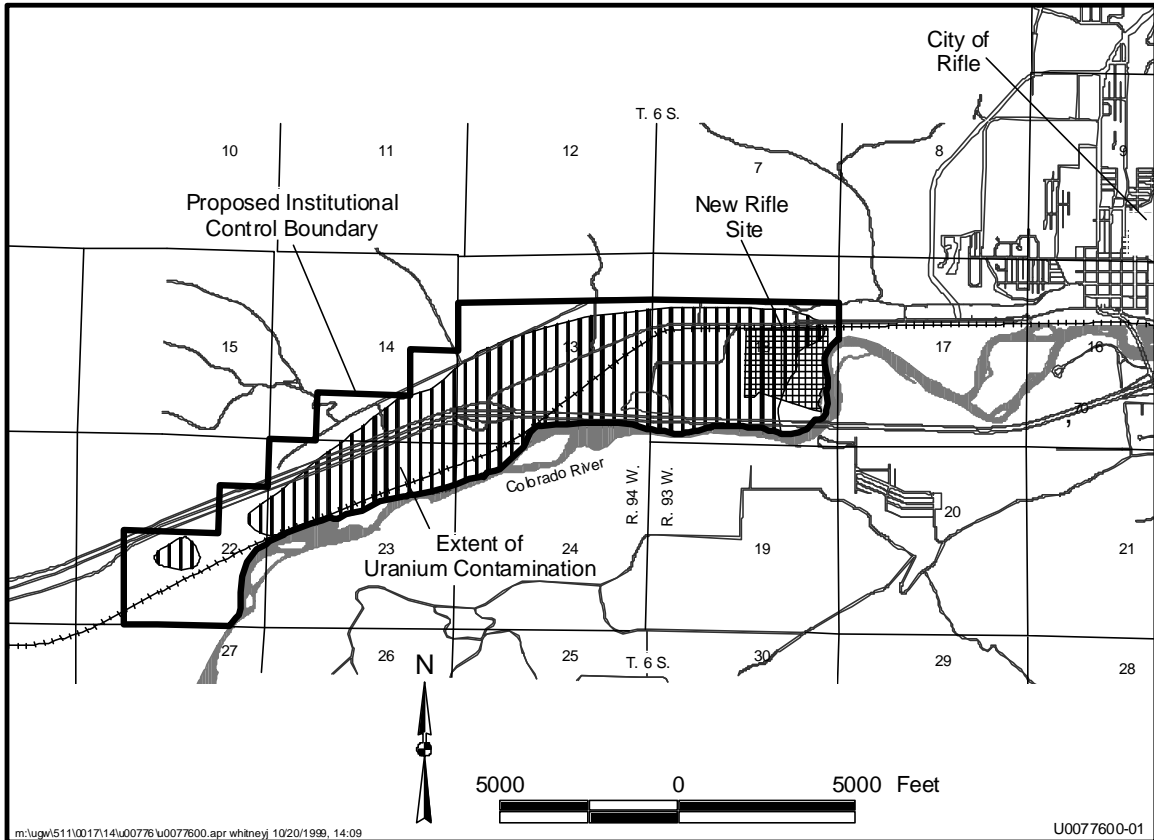 City of
Rifle
T. 6 S.
10
11
12
7
8
9
Proposed Institutional
Control Boundary
New Rifle
Site
15
14
13
17
16
Colorado River
R. 94 W.
R. 93 W.
22
23
24
19
20
21
Extent of
Uranium Contamination
27
26
25
T. 6 S.
30
29
28
N
5000 0 5000 Feet
m:\ugw\511\0017\14\u00776\u0077600.apr whitneyj 10/20/1999, 14:09
U0077600-01